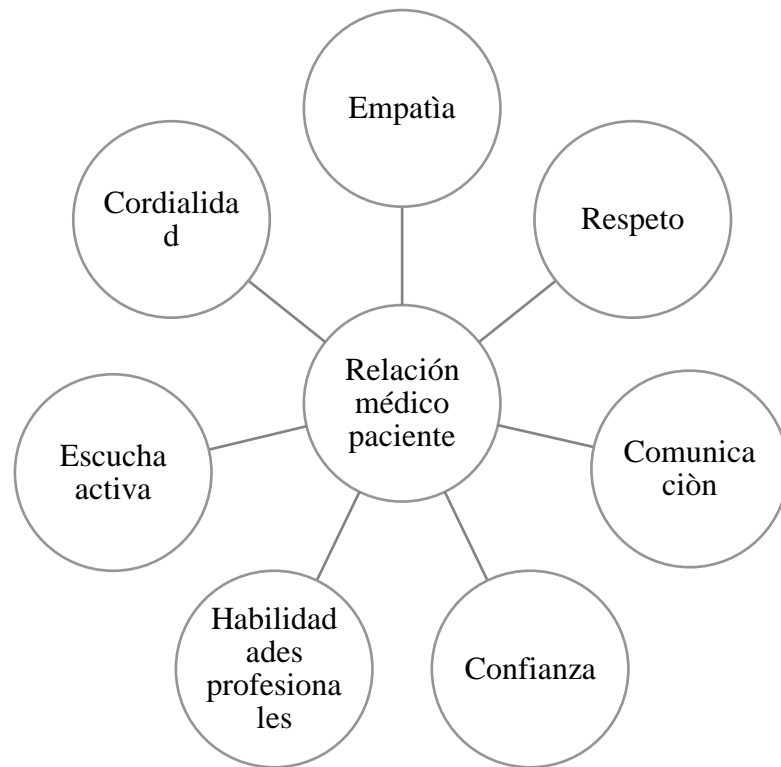 Empatìa
Cordialida
d
Respeto
Relación
médico
paciente
Escucha
activa
Comunica
ciòn
Habilidad
ades
profesiona
les
Confianza